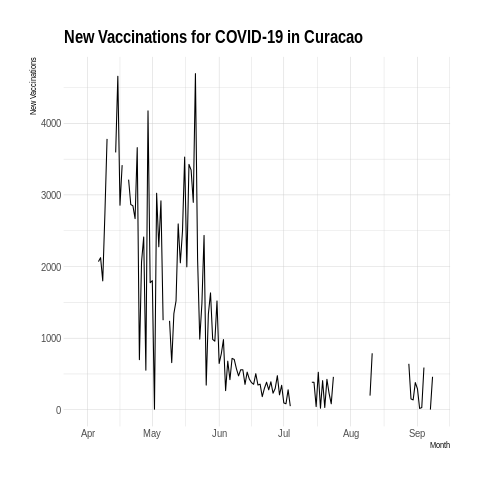 New Vaccinations for COVID-19 in Curacao
New Vaccinations
4000
3000
2000
1000
0
Apr May Jun Jul Aug Sep
Month